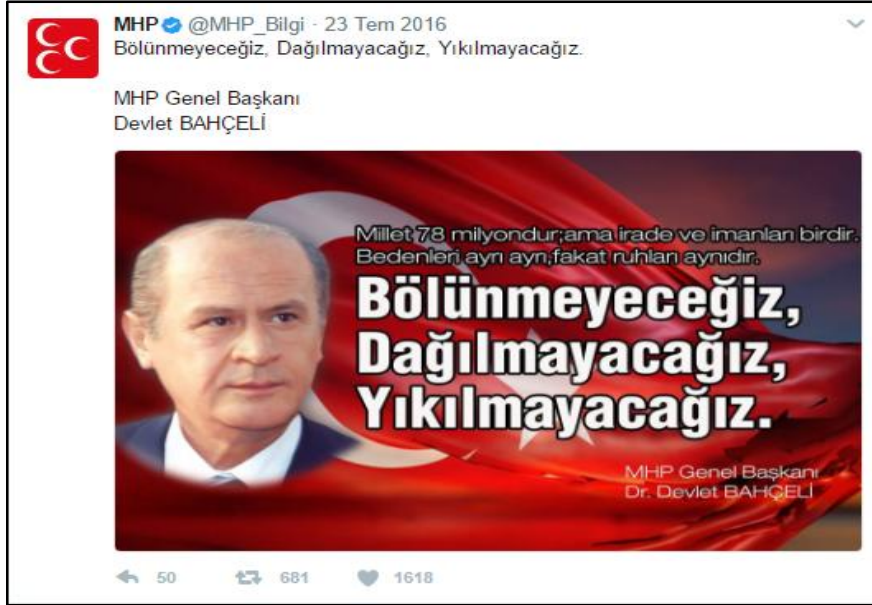 MHP @MHP_Bilgi · 23 Tem 2016
Bölünmeyeceğiz, Dağılmayacağız, Yıkılmayacağız.
MHP Genel Başkanı
Devlet BAHÇELİ
Millet 78 milyondur;ama irade ve imanları birdir.
Bedenleri ayrı ayrı,fakat ruhları aynıdır.
Bölünmeyeceğiz,
Dağılmayacağız,
Yıkılmayacağız.
MHP Genel Başkanı
Dr. Devlet BAHÇELİ
50 681 1618